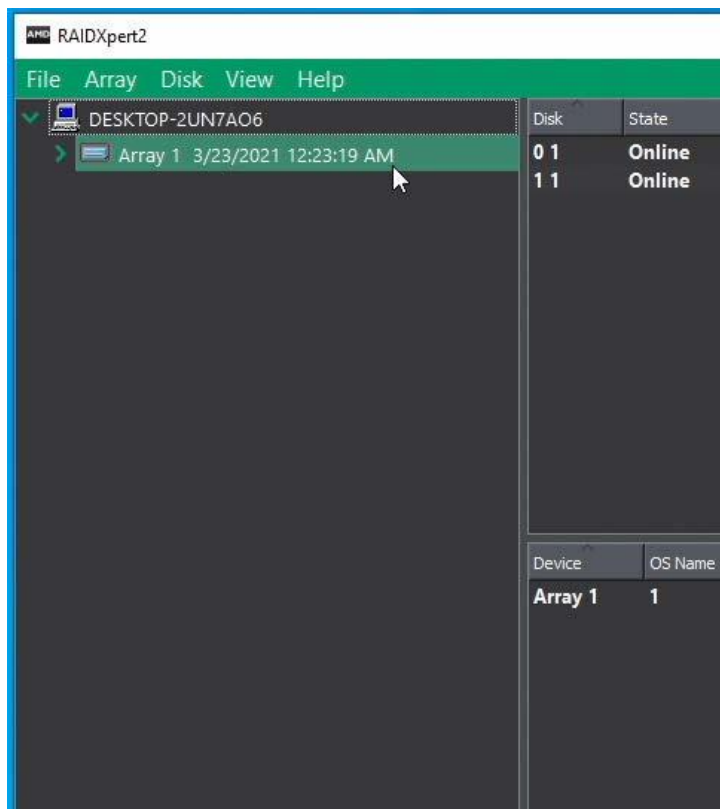 AMD RAIDXpert2
File Array Disk View Help
DESKTOP-2UN7AO6
Array 1 3/23/2021 12:23:19 AM
Disk State
0 1 Online
1 1 Online
Device OS Name
Array 1 1